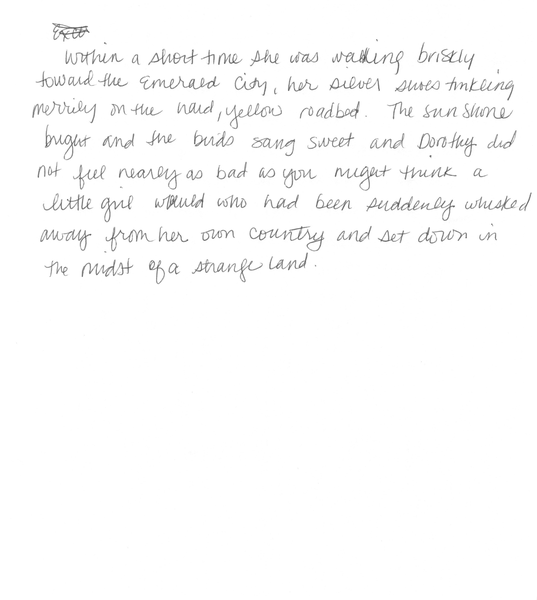 Within a short time she was walking briskly
toward the Emerald City, her silver shoes tinkling
merrily on the hard, yellow roadbed. The sun shone
bright and the birds sang sweet and Dorothy did
not feel nearly as bad as you might think a
little girl would who had been suddenly whisked
away from her own country and set down in
the midst of a strange land.